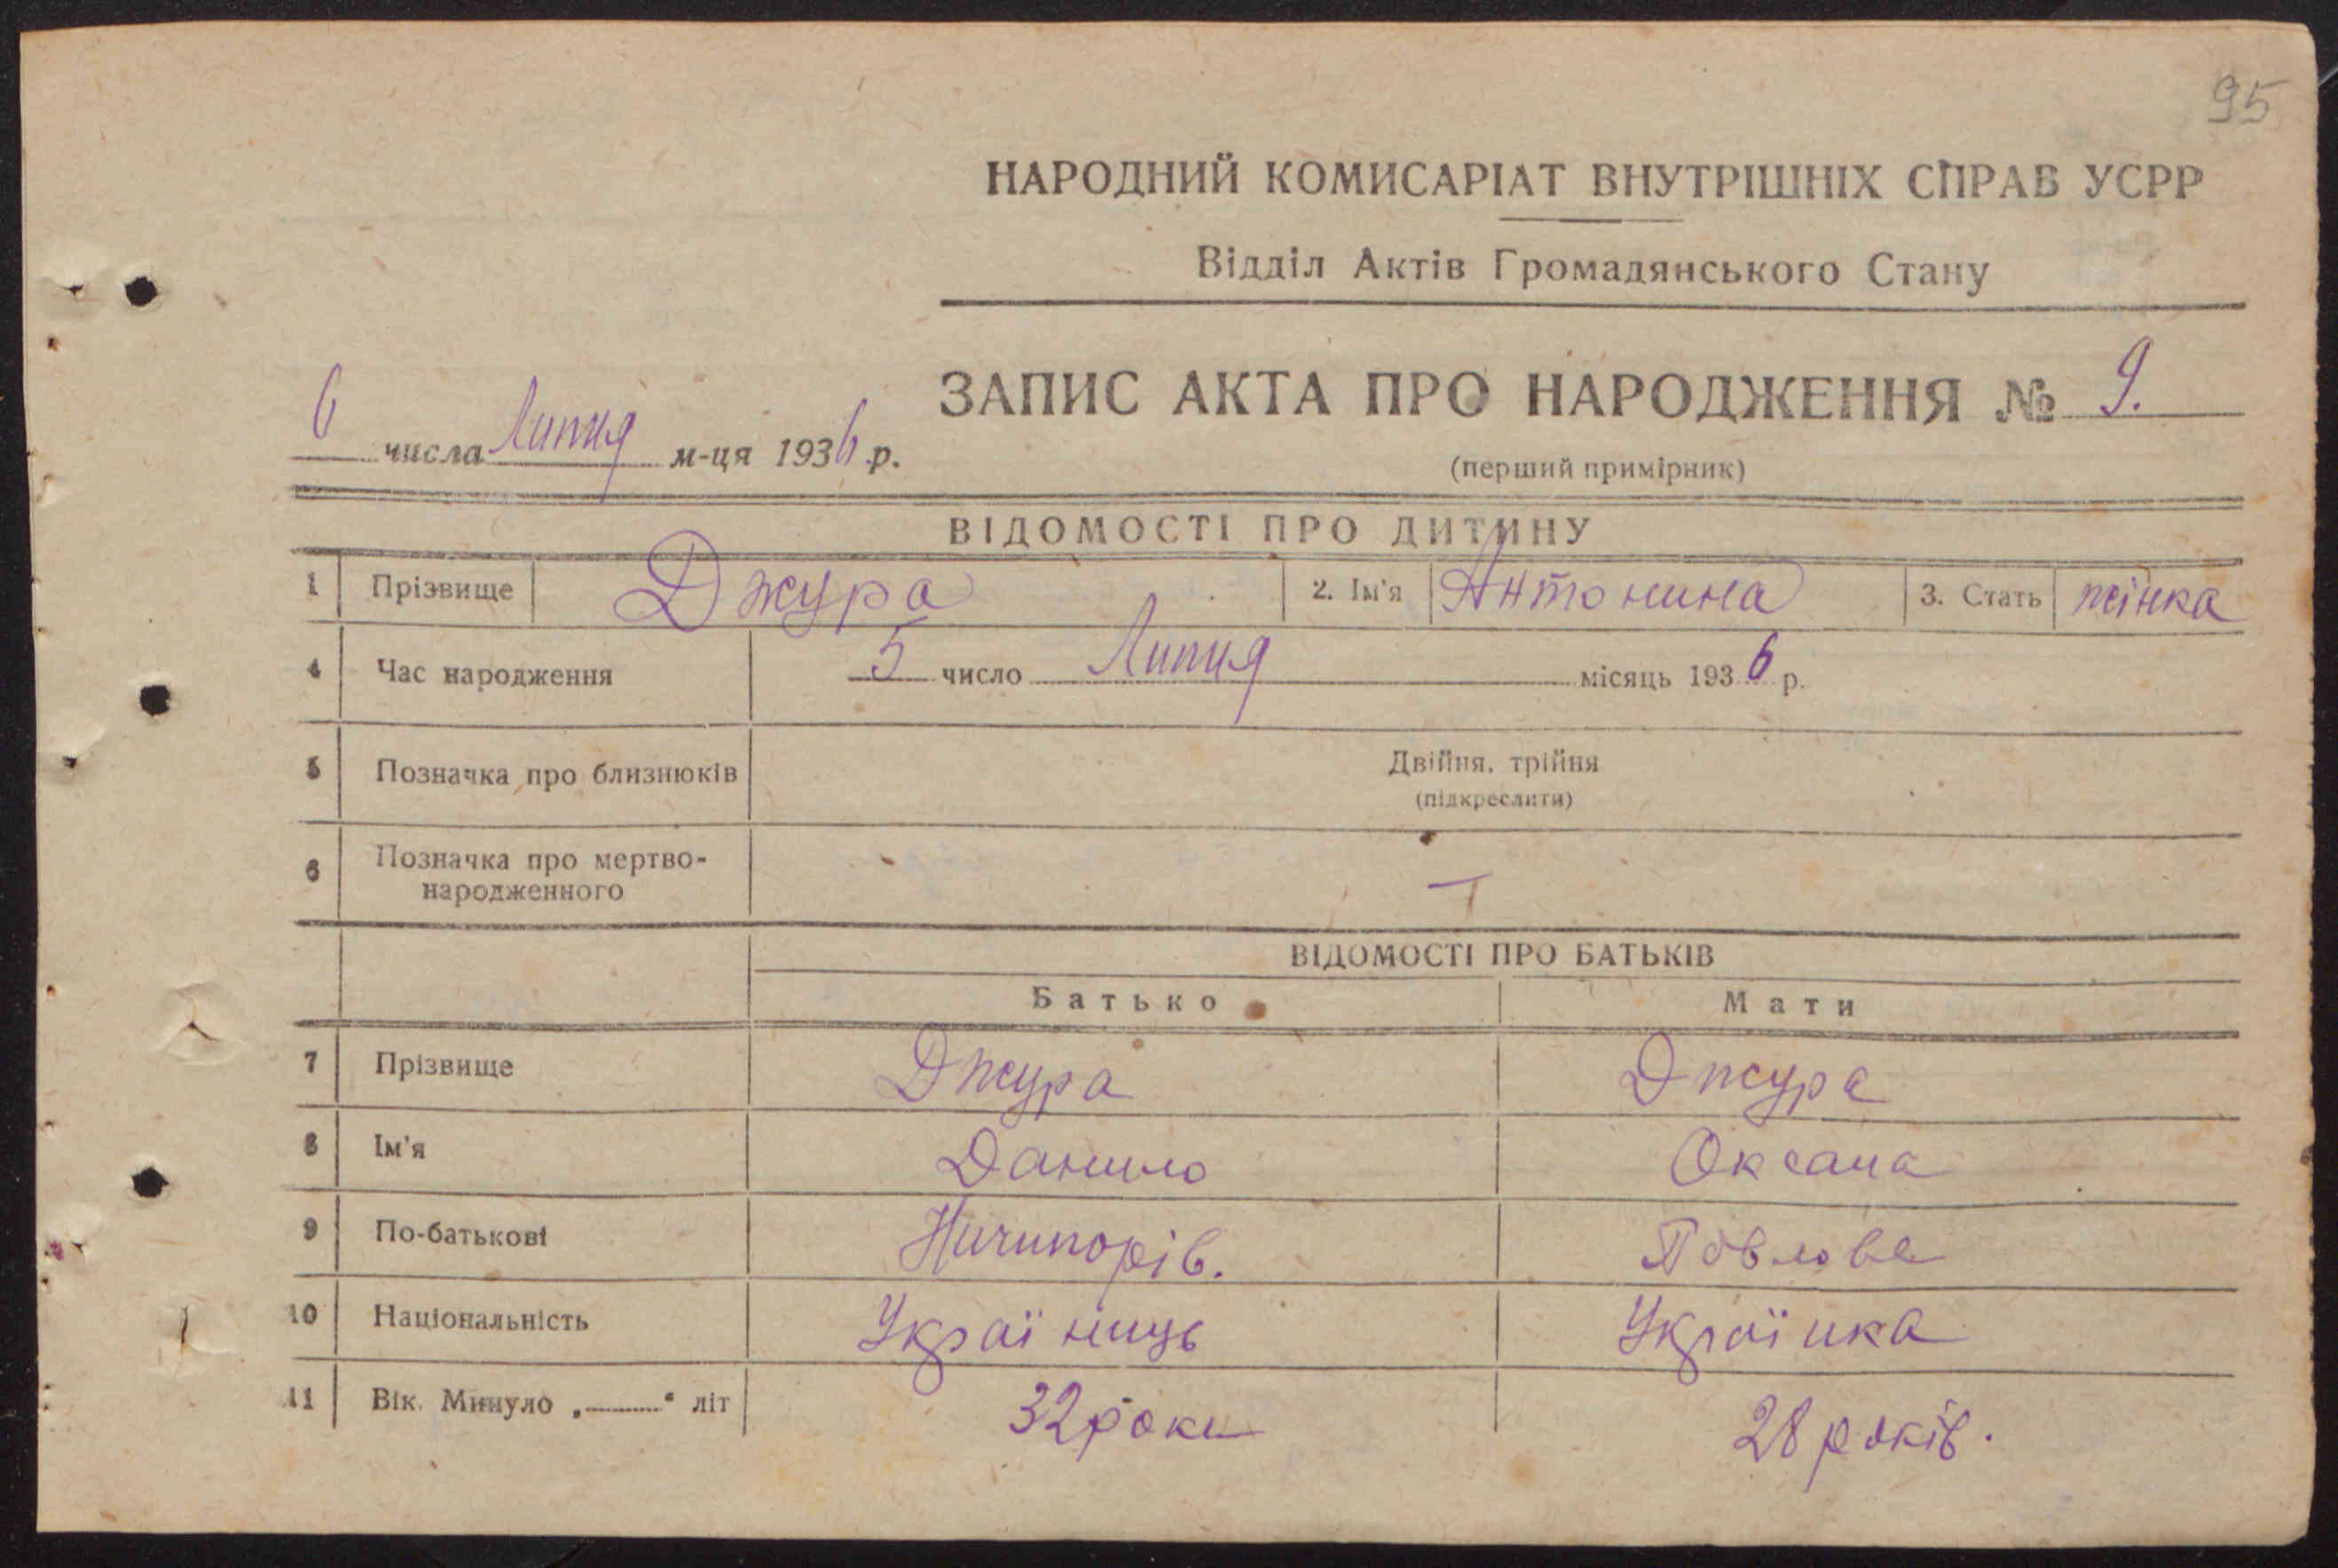 95
НАРОДНИЙ КОМИСАРІАТ ВНУТРІШНІХ СПРАВ УСРР
Відділ Актів Громадянського Стану
ЗАПИС АКТА ПРО НАРОДЖЕННЯ № 9.
6 числа Липня м-ця 1936 р.
(перший примірник)
ВІДОМОСТІ ПРО ДИТИНУ
1 Прізвище Джура 2. Ім'я Антонина 3. Стать жінка
4 Час народження 5 число Липня місяць 1936 р.
5 Позначка про близнюків Двійня, трійня
(підкреслити)
6 Позначка про мертво-
народженного —
ВІДОМОСТІ ПРО БАТЬКІВ
Батько Мати
7 Прізвище Джура Джура
8 Ім'я Данило Оксана
9 По-батькові Ничипорів. Павлова
10 Національність Українць Українка
11 Вік. Минуло „——“ літ 32 роки 28 років.